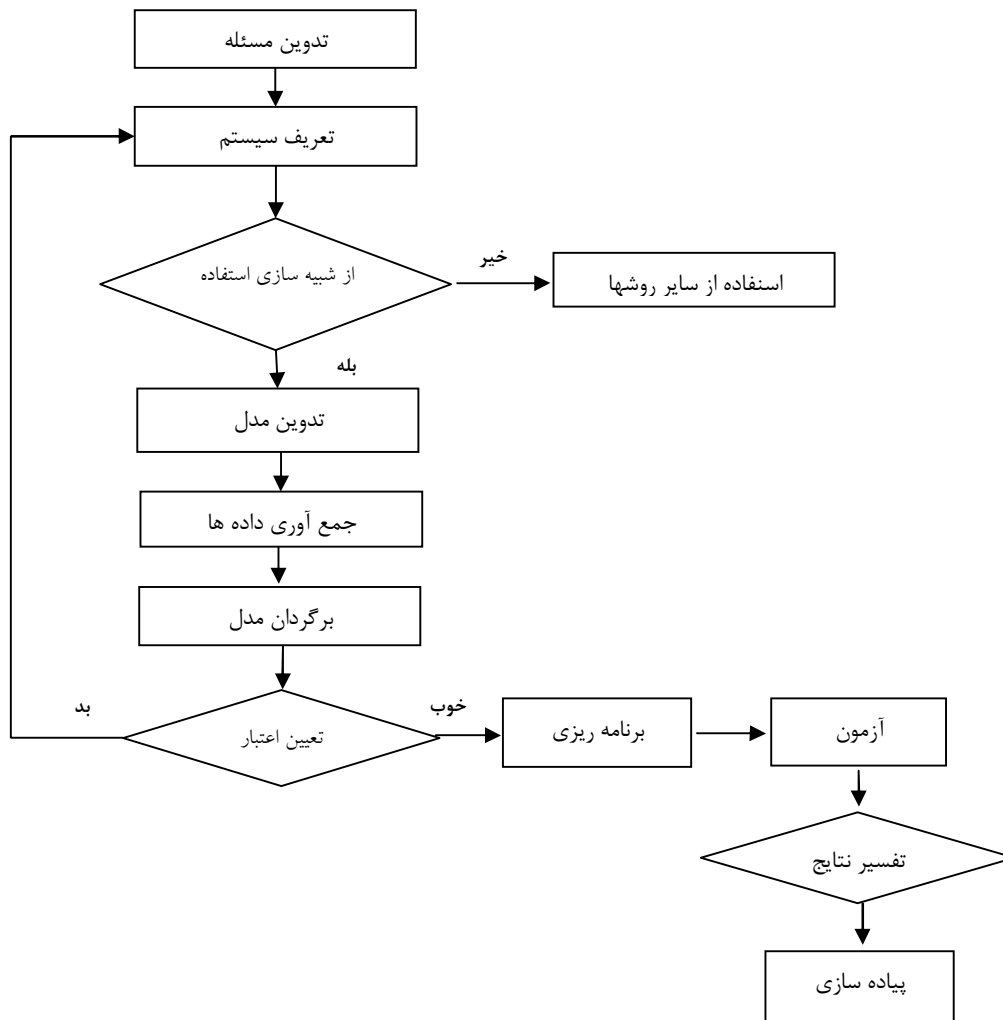 تدوین مسئله
تعریف سیستم
از شبیه سازی استفاده
خیر
اسنفاده از سایر روشها
بله
تدوین مدل
جمع آوری داده ها
برگردان مدل
تعیین اعتبار
بد
خوب
برنامه ریزی
آزمون
تفسیر نتایج
پیاده سازی